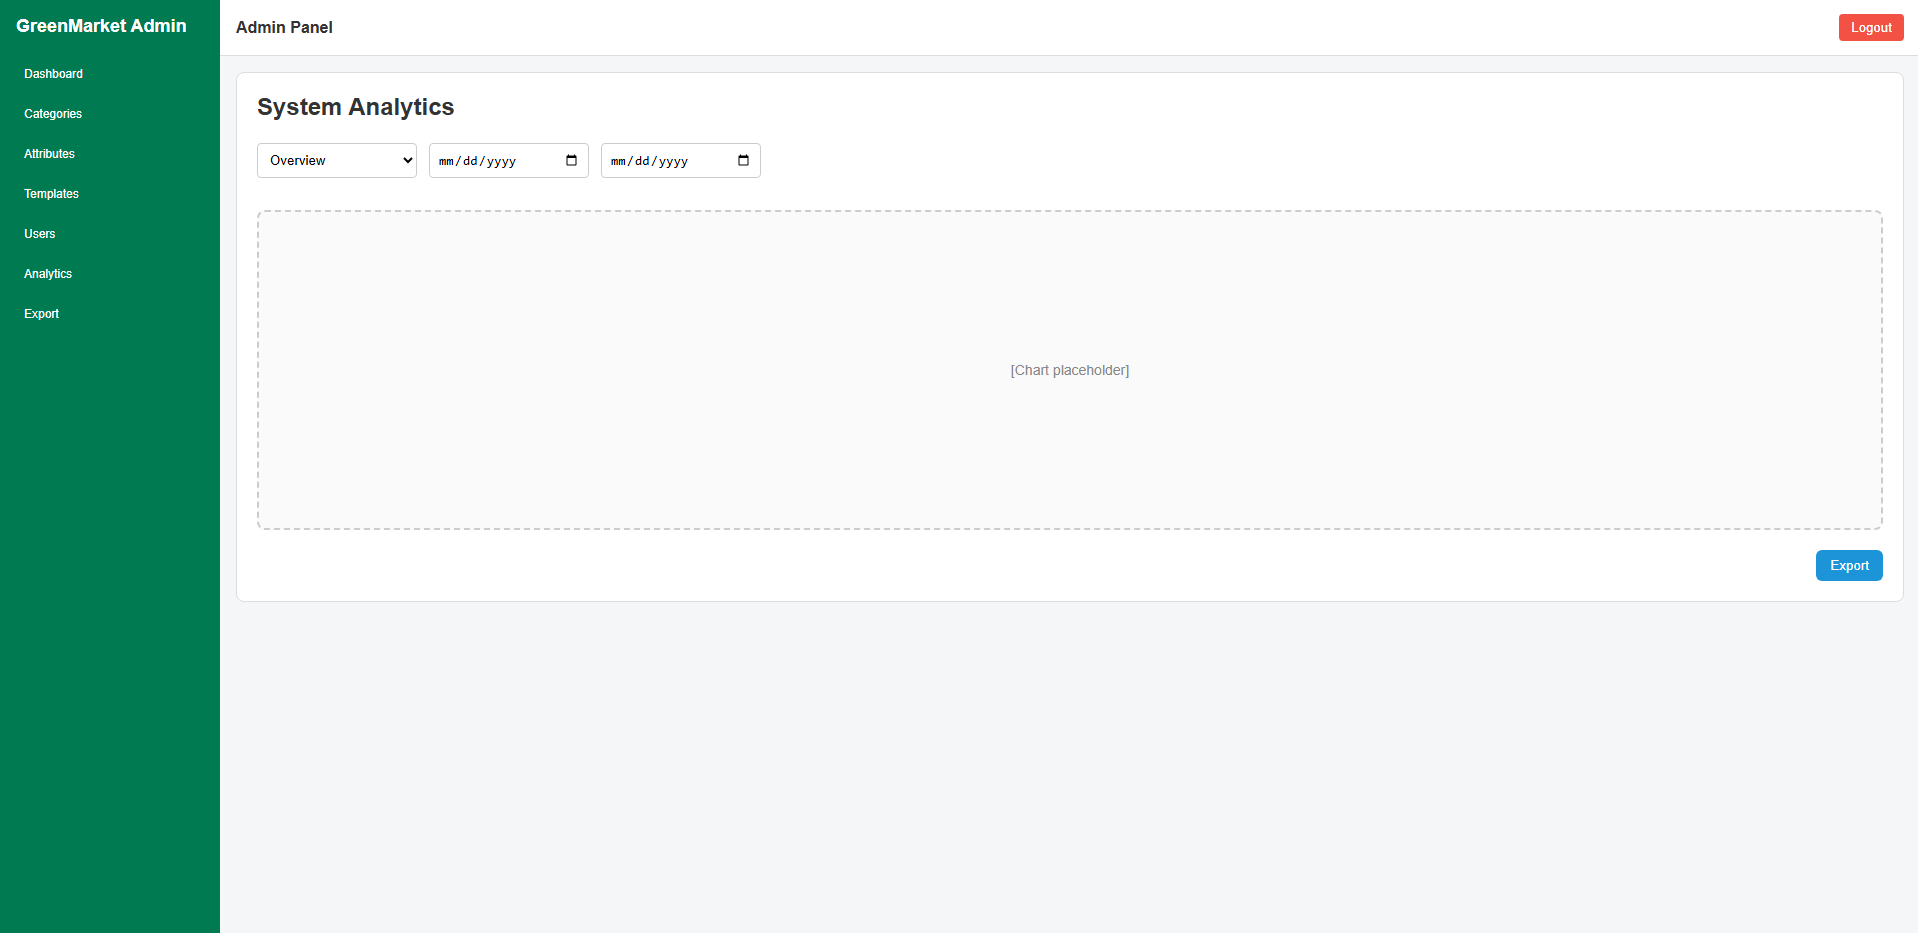 GreenMarket Admin
Dashboard
Categories
Attributes
Templates
Users
Analytics
Export
Admin Panel
Logout
System Analytics
Overview
mm/dd/yyyy
mm/dd/yyyy
[Chart placeholder]
Export